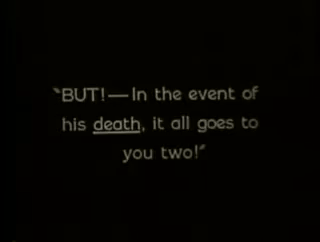 "BUT!—In the event of
his death, it all goes to
you two!"